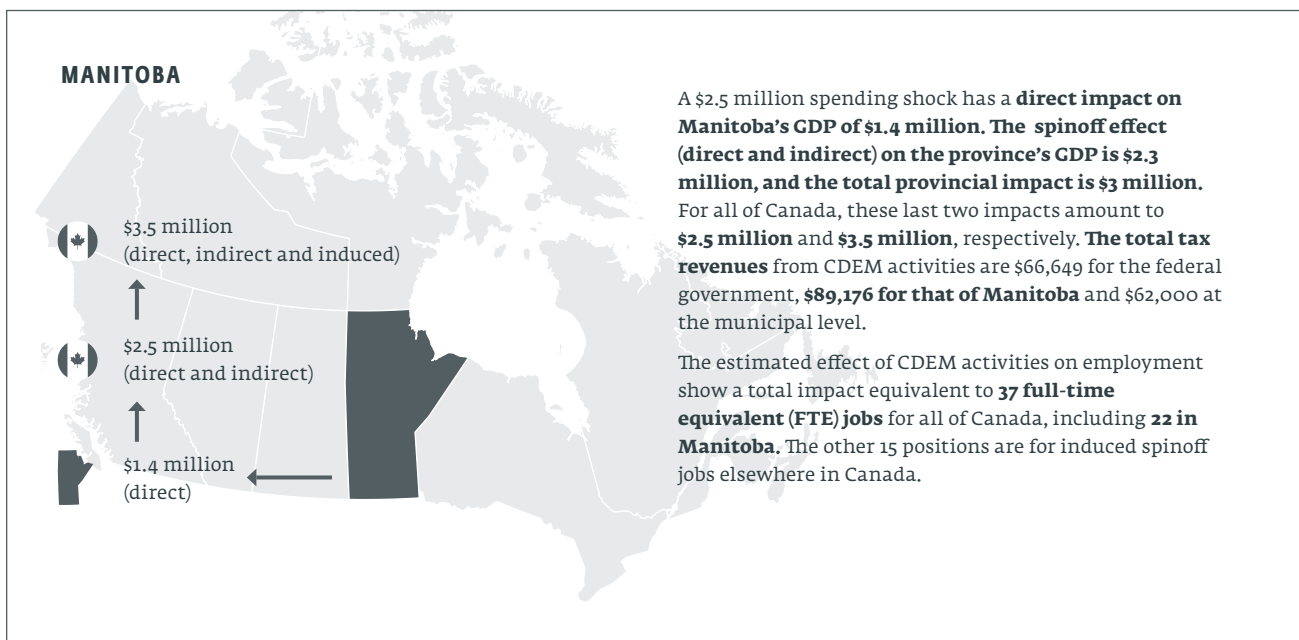 MANITOBA
$3.5 million
(direct, indirect and induced)
$2.5 million
(direct and indirect)
$1.4 million
(direct)
A $2.5 million spending shock has a direct impact on
Manitoba’s GDP of $1.4 million. The spinoff effect
(direct and indirect) on the province’s GDP is $2.3
million, and the total provincial impact is $3 million.
For all of Canada, these last two impacts amount to
$2.5 million and $3.5 million, respectively. The total tax
revenues from CDEM activities are $66,649 for the federal
government, $89,176 for that of Manitoba and $62,000 at
the municipal level.
The estimated effect of CDEM activities on employment
show a total impact equivalent to 37 full-time
equivalent (FTE) jobs for all of Canada, including 22 in
Manitoba. The other 15 positions are for induced spinoff
jobs elsewhere in Canada.